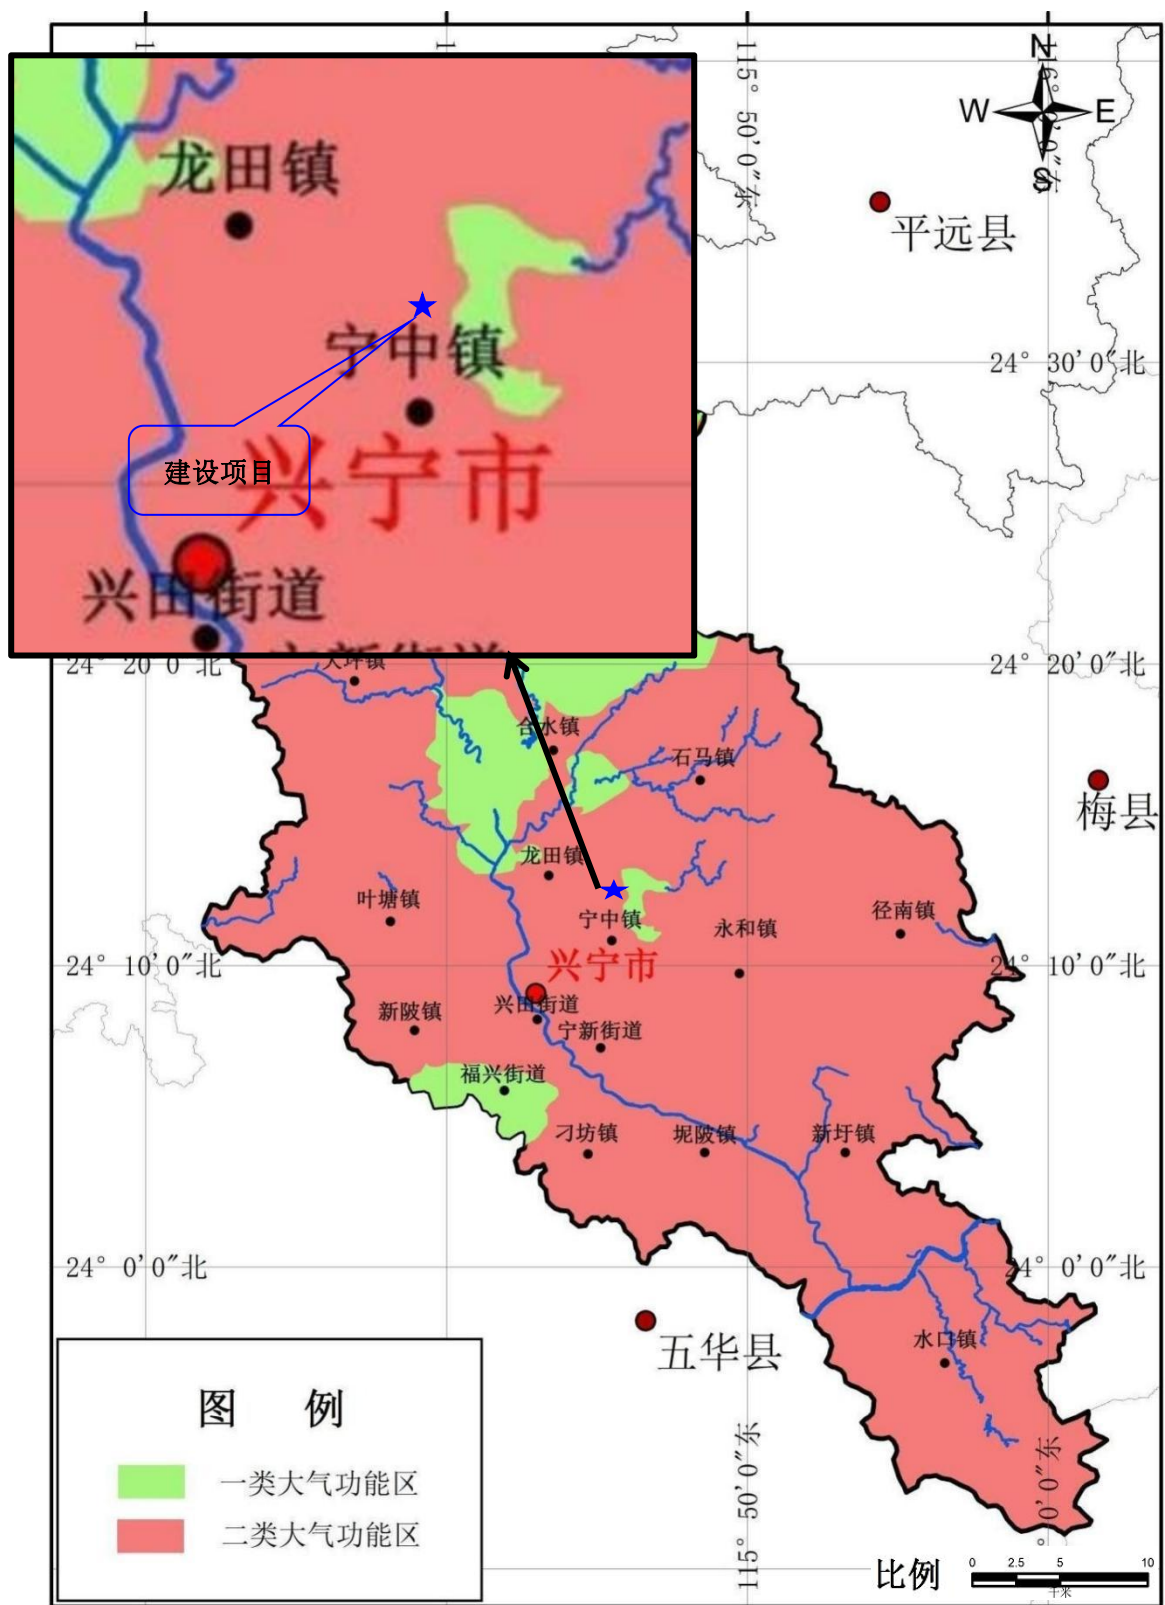 N
W E
S
115° 50′0″东
龙田镇
平远县
宁中镇
24° 30′0″北
兴宁市
建设项目
兴田街道
24° 20′0″北
大坪镇
合水镇
石马镇
梅县
龙田镇
叶塘镇
宁中镇
永和镇
径南镇
兴宁市
24° 10′0″北
24° 10′0″北
兴田街道
新陂镇
宁新街道
福兴街道
刁坊镇
坭陂镇
新圩镇
24° 0′0″北
24° 0′0″北
五华县
水口镇
图 例
一类大气功能区
二类大气功能区
115° 50′0″东
比例
0 2.5 5 10
千米